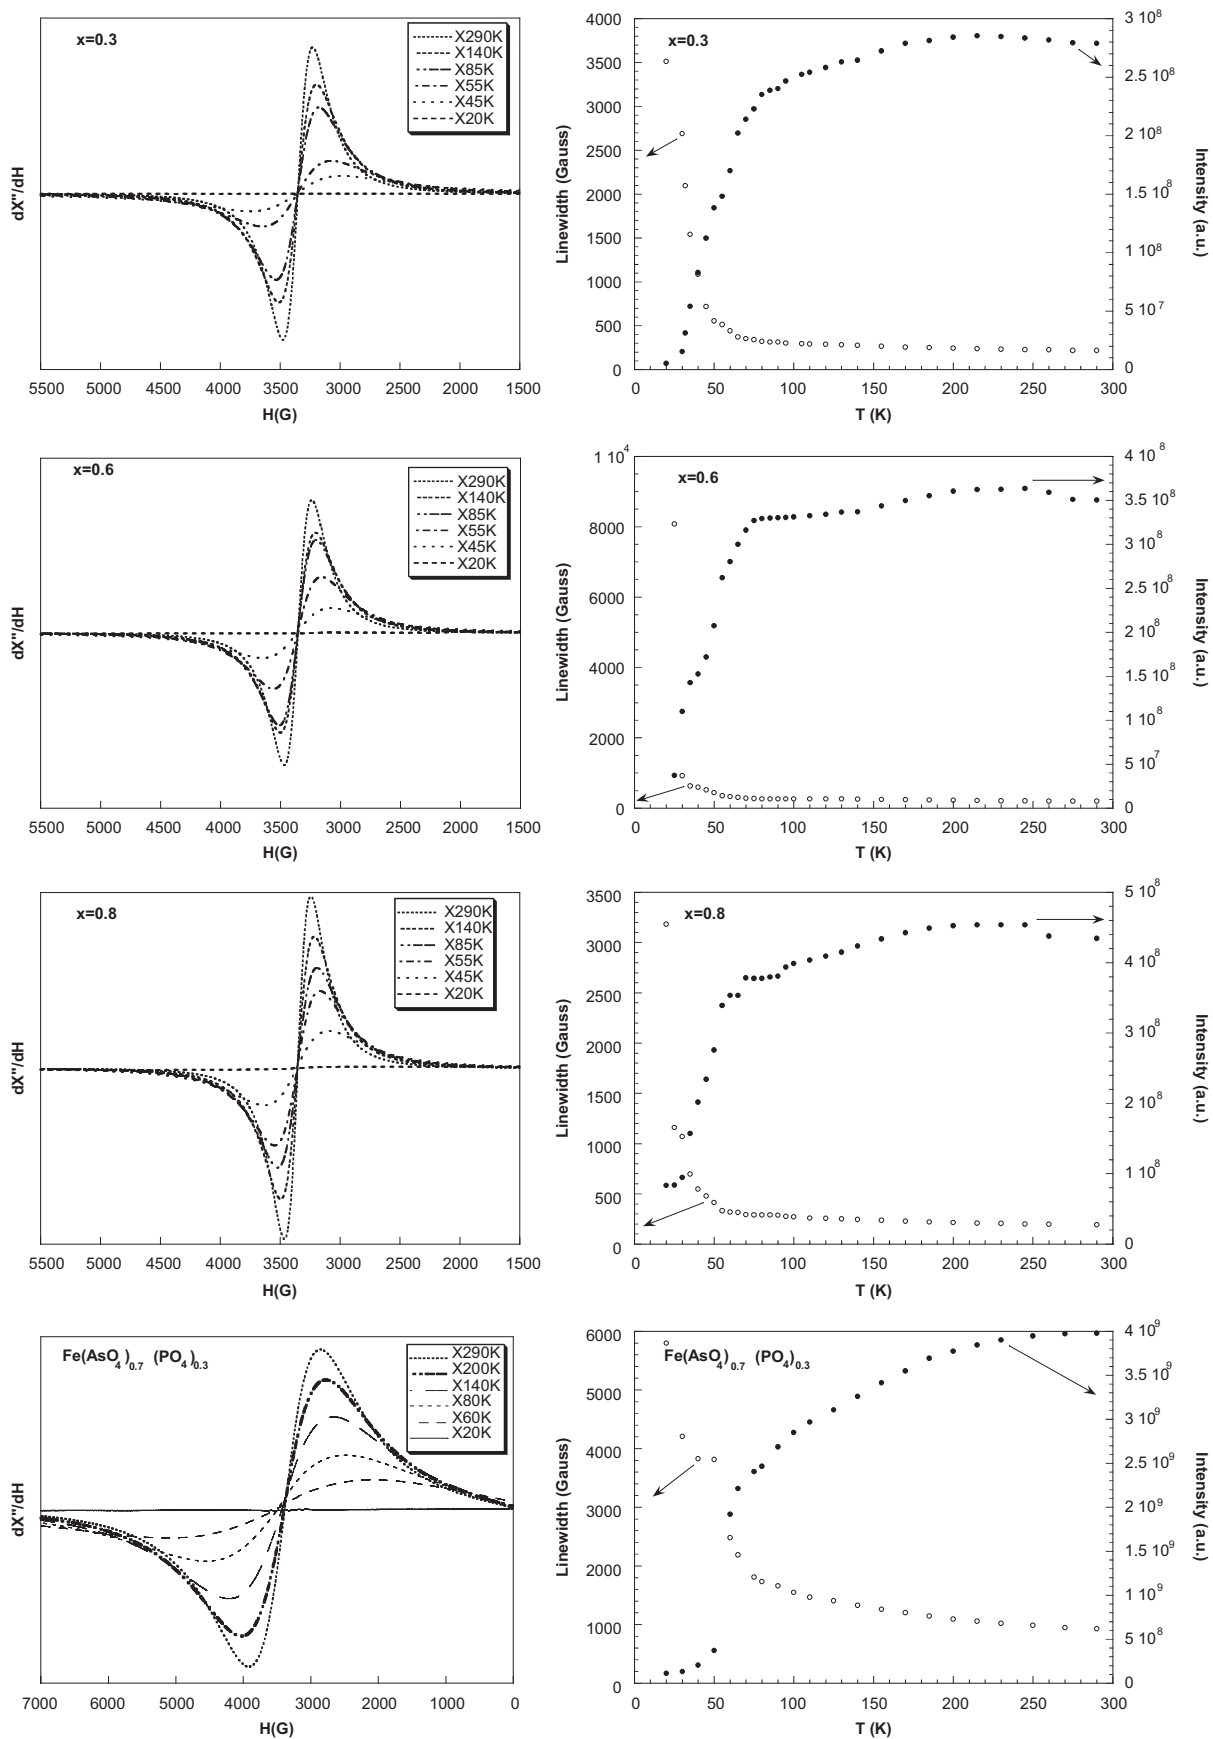 x=0.3
X290K
X140K
X85K
X55K
X45K
X20K
dX"/dH
5500 5000 4500 4000 3500 3000 2500 2000 1500
H(G)
x=0.3
4000
3500
3000
2500
2000
1500
1000
500
0
Linewidth (Gauss)
3 10^8
2.5 10^8
2 10^8
1.5 10^8
1 10^8
5 10^7
0
Intensity (a.u.)
0 50 100 150 200 250 300
T (K)
x=0.6
X290K
X140K
X85K
X55K
X45K
X20K
dX"/dH
5500 5000 4500 4000 3500 3000 2500 2000 1500
H(G)
x=0.6
1 10^4
8000
6000
4000
2000
0
Linewidth (Gauss)
4 10^8
3.5 10^8
3 10^8
2.5 10^8
2 10^8
1.5 10^8
1 10^8
5 10^7
0
Intensity (a.u.)
0 50 100 150 200 250 300
T (K)
x=0.8
X290K
X140K
X85K
X55K
X45K
X20K
dX"/dH
5500 5000 4500 4000 3500 3000 2500 2000 1500
H(G)
x=0.8
3500
3000
2500
2000
1500
1000
500
0
Linewidth (Gauss)
5 10^8
4 10^8
3 10^8
2 10^8
1 10^8
0
Intensity (a.u.)
0 50 100 150 200 250 300
T (K)
Fe(AsO4)0.7 (PO4)0.3
X290K
X200K
X140K
X80K
X60K
X20K
dX"/dH
7000 6000 5000 4000 3000 2000 1000 0
H(G)
Fe(AsO4)0.7 (PO4)0.3
6000
5000
4000
3000
2000
1000
0
Linewidth (Gauss)
4 10^9
3.5 10^9
3 10^9
2.5 10^9
2 10^9
1.5 10^9
1 10^9
5 10^8
0
Intensity (a.u.)
0 50 100 150 200 250 300
T (K)